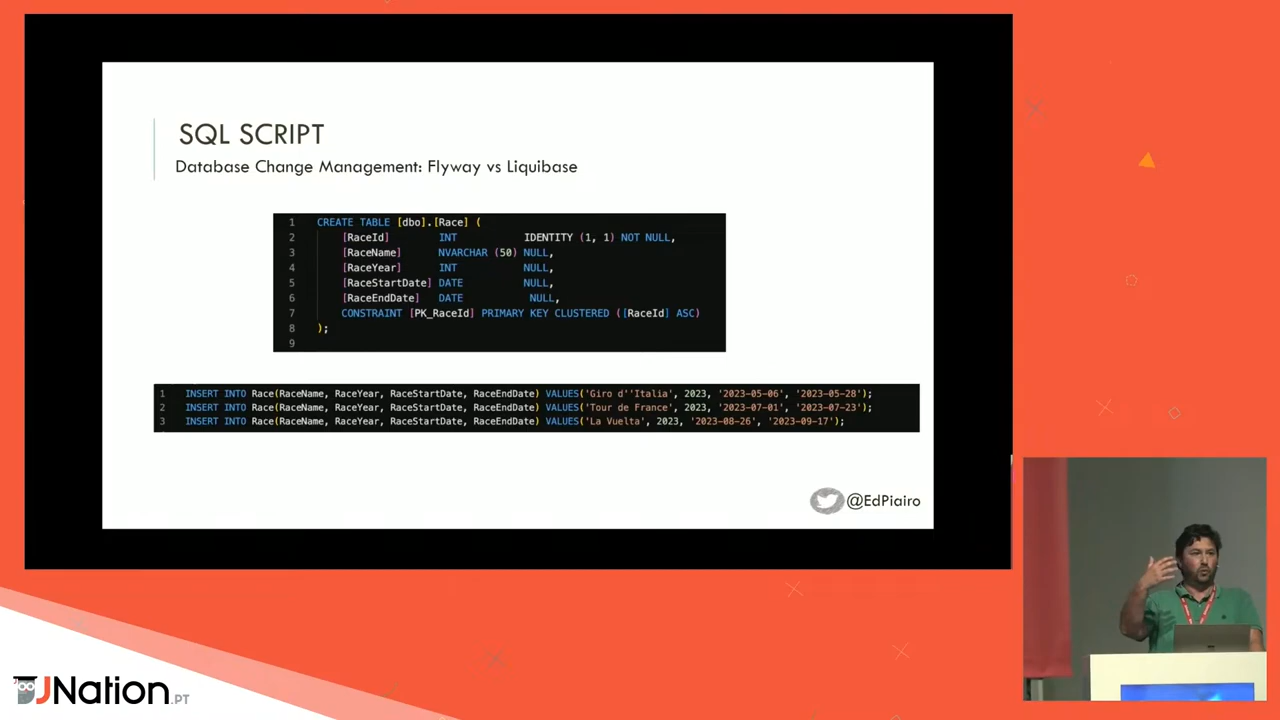 SQL SCRIPT
Database Change Management: Flyway vs Liquibase
1 CREATE TABLE [dbo].[Race] (
2 [RaceId] INT IDENTITY (1, 1) NOT NULL,
3 [RaceName] NVARCHAR (50) NULL,
4 [RaceYear] INT NULL,
5 [RaceStartDate] DATE NULL,
6 [RaceEndDate] DATE NULL,
7 CONSTRAINT [PK_RaceId] PRIMARY KEY CLUSTERED ([RaceId] ASC)
8 );
9
1 INSERT INTO Race(RaceName, RaceYear, RaceStartDate, RaceEndDate) VALUES('Giro d''Italia', 2023, '2023-05-06', '2023-05-28');
2 INSERT INTO Race(RaceName, RaceYear, RaceStartDate, RaceEndDate) VALUES('Tour de France', 2023, '2023-07-01', '2023-07-23');
3 INSERT INTO Race(RaceName, RaceYear, RaceStartDate, RaceEndDate) VALUES('La Vuelta', 2023, '2023-08-26', '2023-09-17');
@EdPiairo
JNation.PT